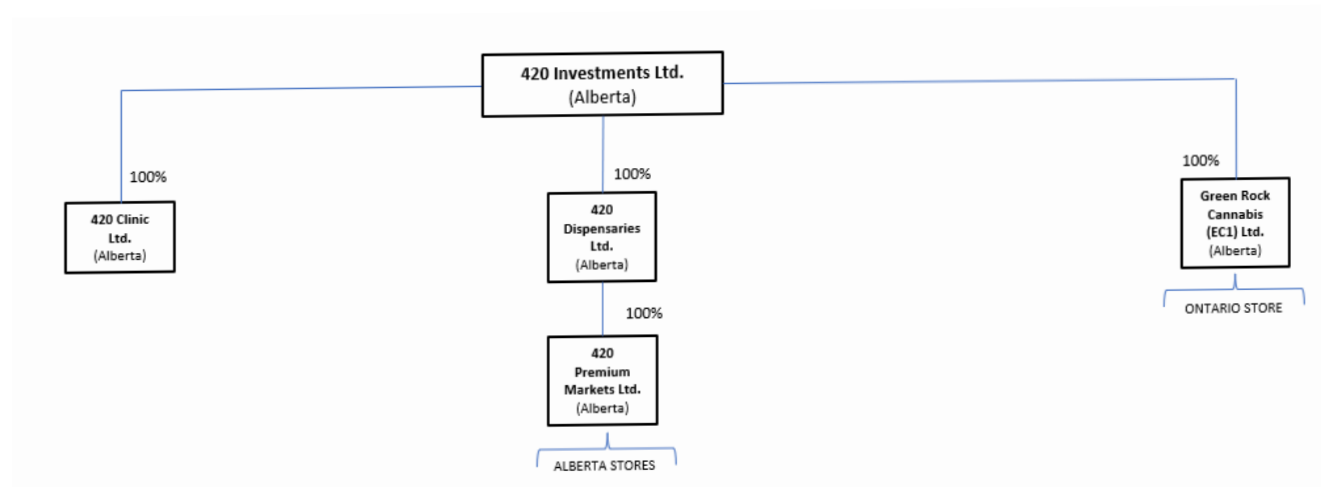 420 Investments Ltd.
(Alberta)
100%
420 Clinic
Ltd.
(Alberta)
100%
420
Dispensaries
Ltd.
(Alberta)
100%
420
Premium
Markets Ltd.
(Alberta)
ALBERTA STORES
100%
Green Rock
Cannabis
(EC1) Ltd.
(Alberta)
ONTARIO STORE